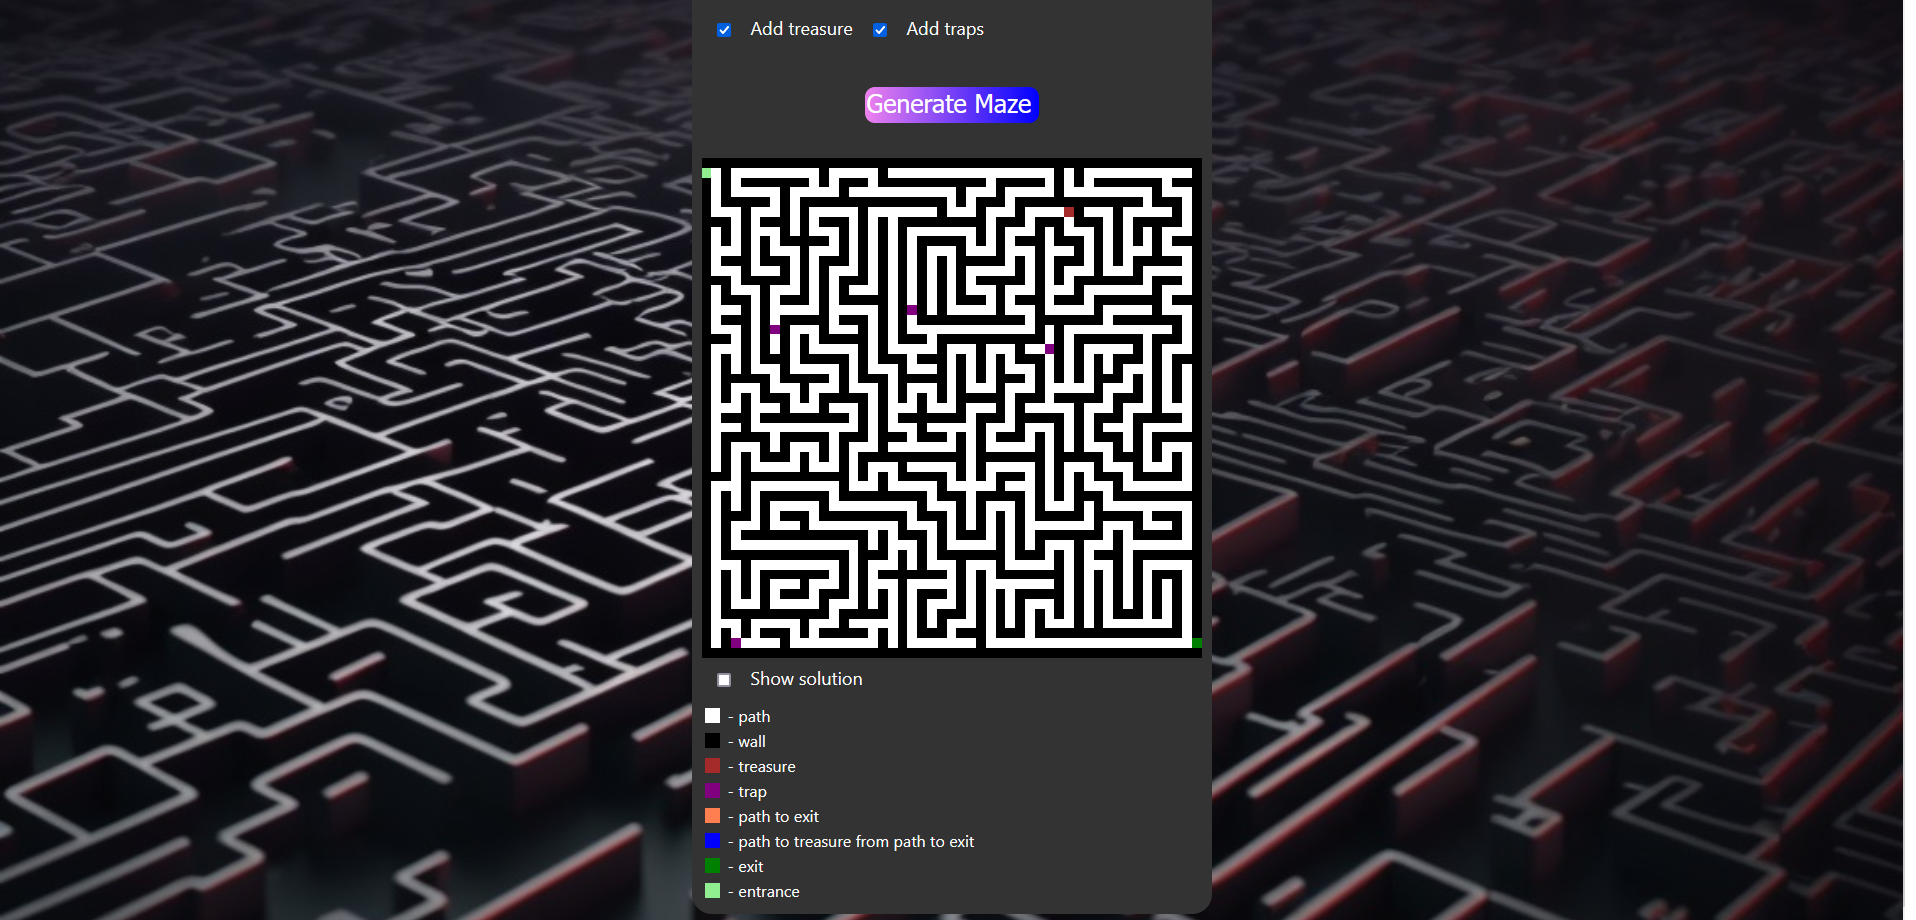 Add treasure Add traps
Generate Maze
Show solution
- path
- wall
- treasure
- trap
- path to exit
- path to treasure from path to exit
- exit
- entrance